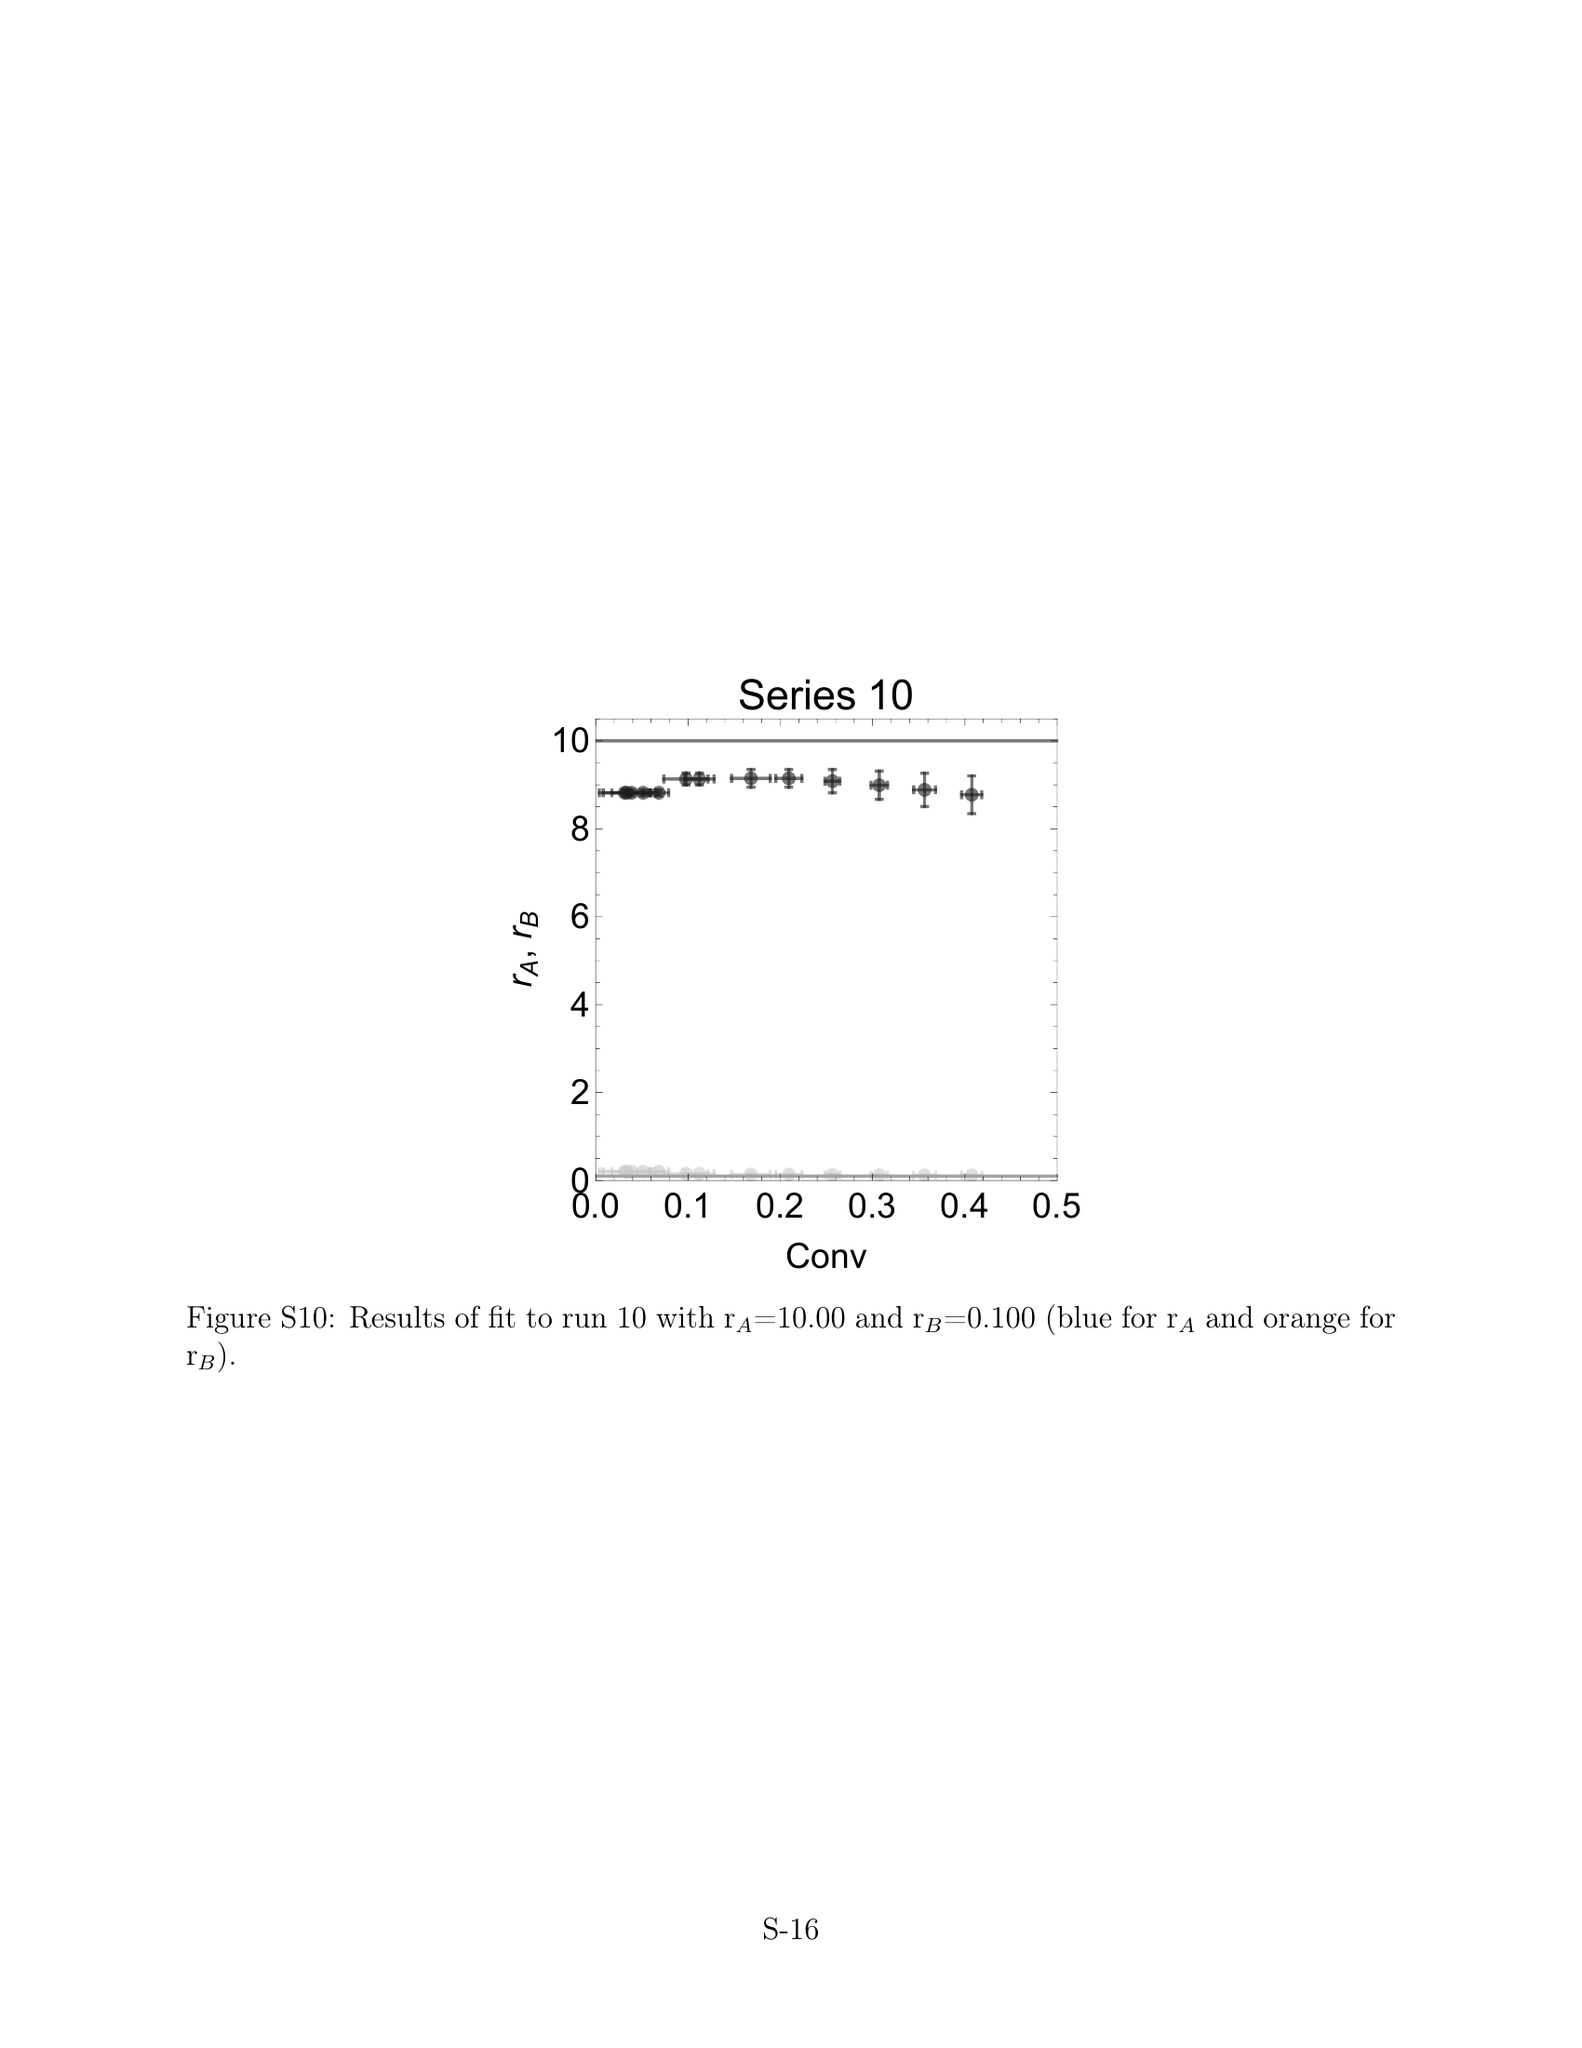 Series 10
10
8
6
4
2
0
r_A, r_B
0.0 0.1 0.2 0.3 0.4 0.5
Conv
Figure S10: Results of fit to run 10 with r_A=10.00 and r_B=0.100 (blue for r_A and orange for
r_B).
S-16